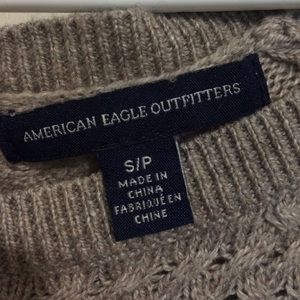 AMERICAN EAGLE OUTFITTERS
S/P
MADE IN
CHINA
FABRIQUÉ EN
CHINE